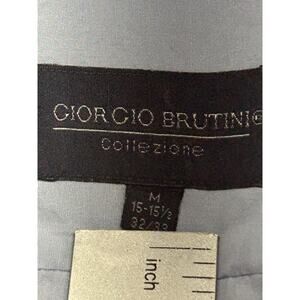 GIORGIO BRUTINI®
Collezione
M
15-15½
32/33
inch